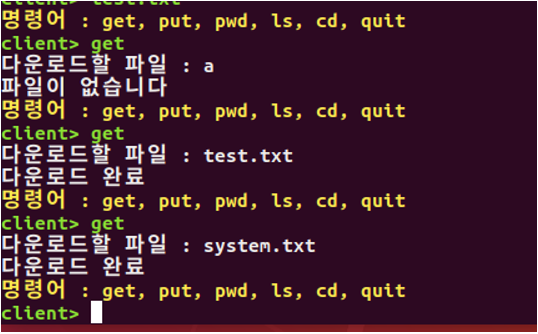 test.txt
명령어 : get, put, pwd, ls, cd, quit
client> get
다운로드할 파일 : a
파일이 없습니다
명령어 : get, put, pwd, ls, cd, quit
client> get
다운로드할 파일 : test.txt
다운로드 완료
명령어 : get, put, pwd, ls, cd, quit
client> get
다운로드할 파일 : system.txt
다운로드 완료
명령어 : get, put, pwd, ls, cd, quit
client>